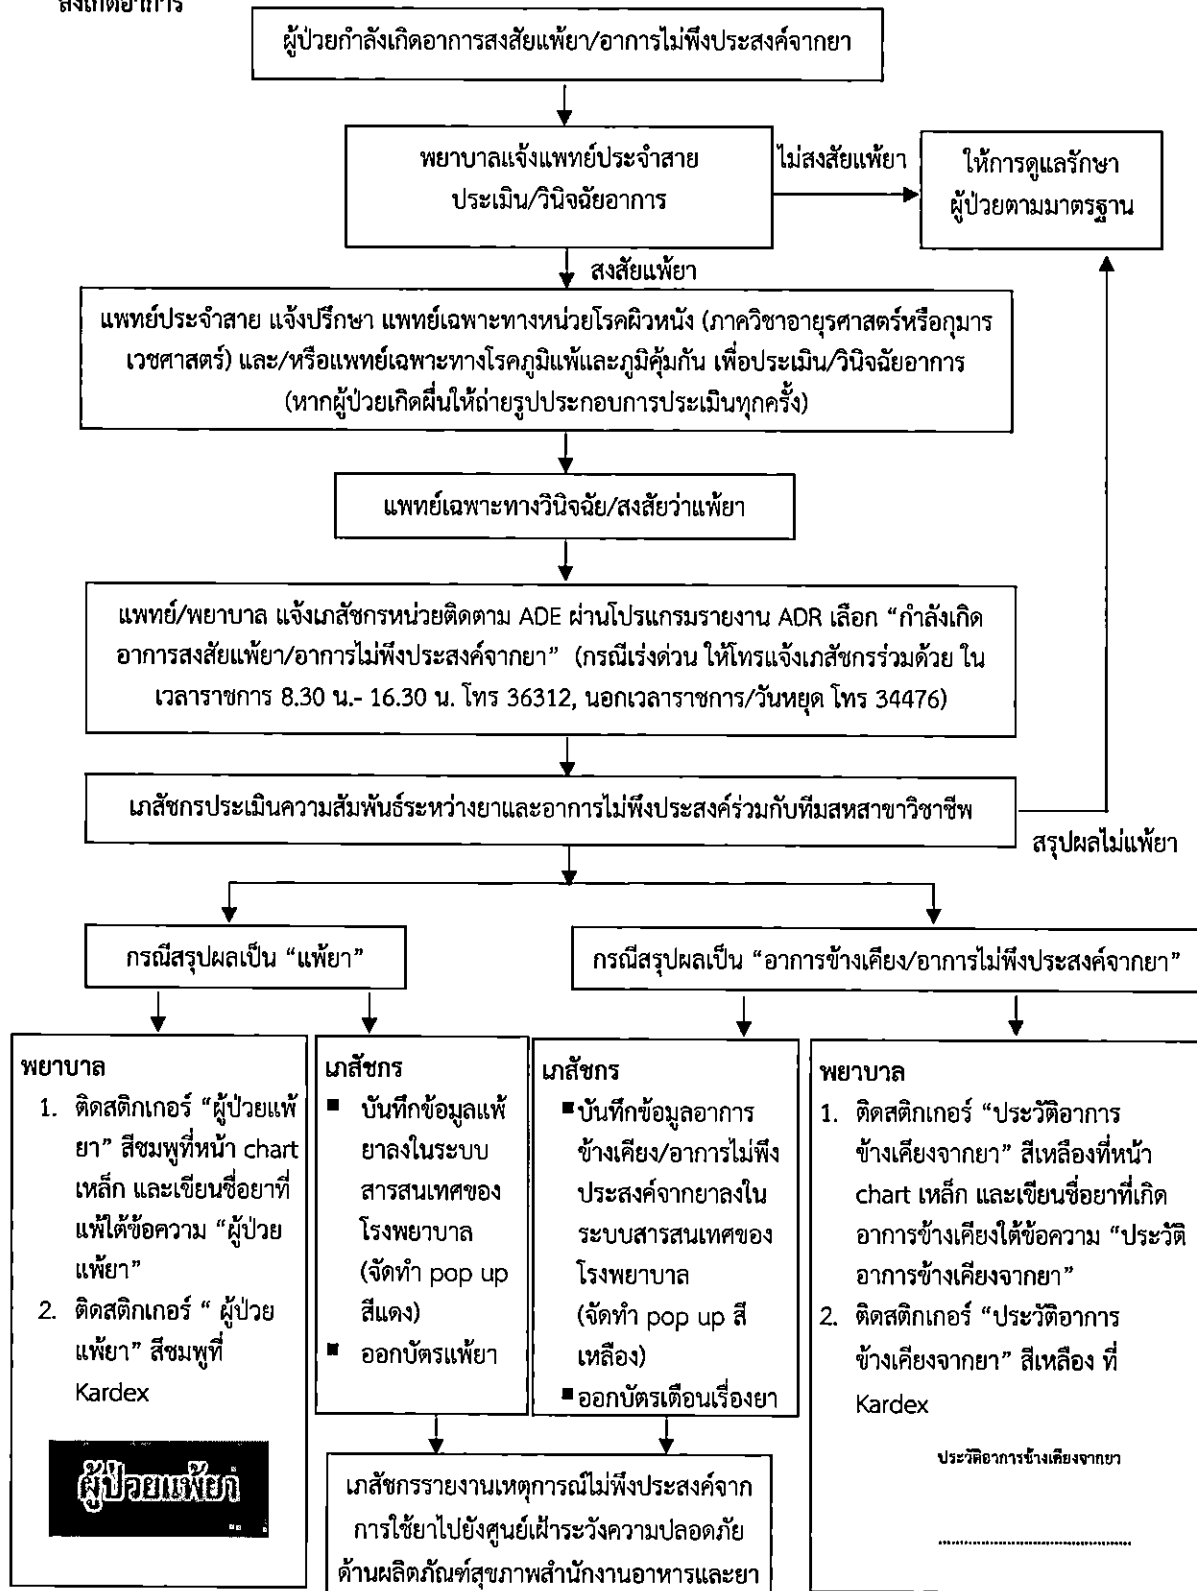 สังเกตอาการ
ผู้ป่วยกำลังเกิดอาการสงสัยแพ้ยา/อาการไม่พึงประสงค์จากยา
พยาบาลแจ้งแพทย์ประจำสาย
ประเมิน/วินิจฉัยอาการ
ไม่สงสัยแพ้ยา
ให้การดูแลรักษา
ผู้ป่วยตามมาตรฐาน
สงสัยแพ้ยา
แพทย์ประจำสาย แจ้งปรึกษา แพทย์เฉพาะทางหน่วยโรคผิวหนัง (ภาควิชาอายุรศาสตร์หรือกุมาร
เวชศาสตร์) และ/หรือแพทย์เฉพาะทางโรคภูมิแพ้และภูมิคุ้มกัน เพื่อประเมิน/วินิจฉัยอาการ
(หากผู้ป่วยเกิดผื่นให้ถ่ายรูปประกอบการประเมินทุกครั้ง)
แพทย์เฉพาะทางวินิจฉัย/สงสัยว่าแพ้ยา
แพทย์/พยาบาล แจ้งเภสัชกรหน่วยติดตาม ADE ผ่านโปรแกรมรายงาน ADR เลือก “กำลังเกิด
อาการสงสัยแพ้ยา/อาการไม่พึงประสงค์จากยา” (กรณีเร่งด่วน ให้โทรแจ้งเภสัชกรร่วมด้วย ใน
เวลาราชการ 8.30 น.- 16.30 น. โทร 36312, นอกเวลาราชการ/วันหยุด โทร 34476)
เภสัชกรประเมินความสัมพันธ์ระหว่างยาและอาการไม่พึงประสงค์ร่วมกับทีมสหสาขาวิชาชีพ
สรุปผลไม่แพ้ยา
กรณีสรุปผลเป็น “แพ้ยา”
กรณีสรุปผลเป็น “อาการข้างเคียง/อาการไม่พึงประสงค์จากยา”
พยาบาล
1. ติดสติกเกอร์ “ผู้ป่วยแพ้
ยา” สีชมพูที่หน้า chart
เหล็ก และเขียนชื่อยาที่
แพ้ใต้ข้อความ “ผู้ป่วย
แพ้ยา”
2. ติดสติกเกอร์ “ ผู้ป่วย
แพ้ยา” สีชมพูที่
Kardex
ผู้ป่วยแพ้ยา
เภสัชกร
■ บันทึกข้อมูลแพ้
ยาลงในระบบ
สารสนเทศของ
โรงพยาบาล
(จัดทำ pop up
สีแดง)
■ ออกบัตรแพ้ยา
เภสัชกร
■ บันทึกข้อมูลอาการ
ข้างเคียง/อาการไม่พึง
ประสงค์จากยาลงใน
ระบบสารสนเทศของ
โรงพยาบาล
(จัดทำ pop up สี
เหลือง)
■ ออกบัตรเตือนเรื่องยา
พยาบาล
1. ติดสติกเกอร์ “ประวัติอาการ
ข้างเคียงจากยา” สีเหลืองที่หน้า
chart เหล็ก และเขียนชื่อยาที่เกิด
อาการข้างเคียงใต้ข้อความ “ประวัติ
อาการข้างเคียงจากยา”
2. ติดสติกเกอร์ “ประวัติอาการ
ข้างเคียงจากยา” สีเหลือง ที่
Kardex
ประวัติอาการข้างเคียงจากยา
เภสัชกรรายงานเหตุการณ์ไม่พึงประสงค์จาก
การใช้ยาไปยังศูนย์เฝ้าระวังความปลอดภัย
ด้านผลิตภัณฑ์สุขภาพสำนักงานอาหารและยา